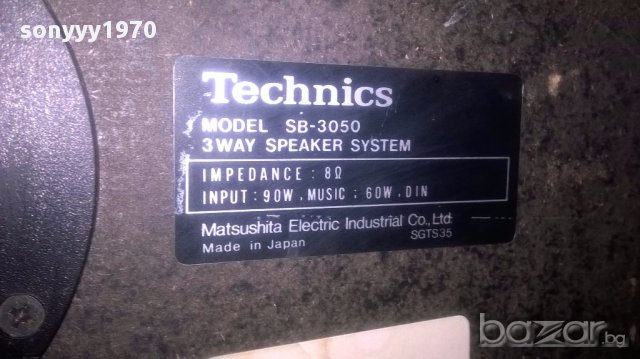 sonyyy1970
Technics
MODEL SB-3050
3WAY SPEAKER SYSTEM
IMPEDANCE : 8Ω
INPUT : 90W . MUSIC ; 60W . DIN
Matsushita Electric Industrial Co., Ltd.
Made in Japan
SGTS35
bazar.bg